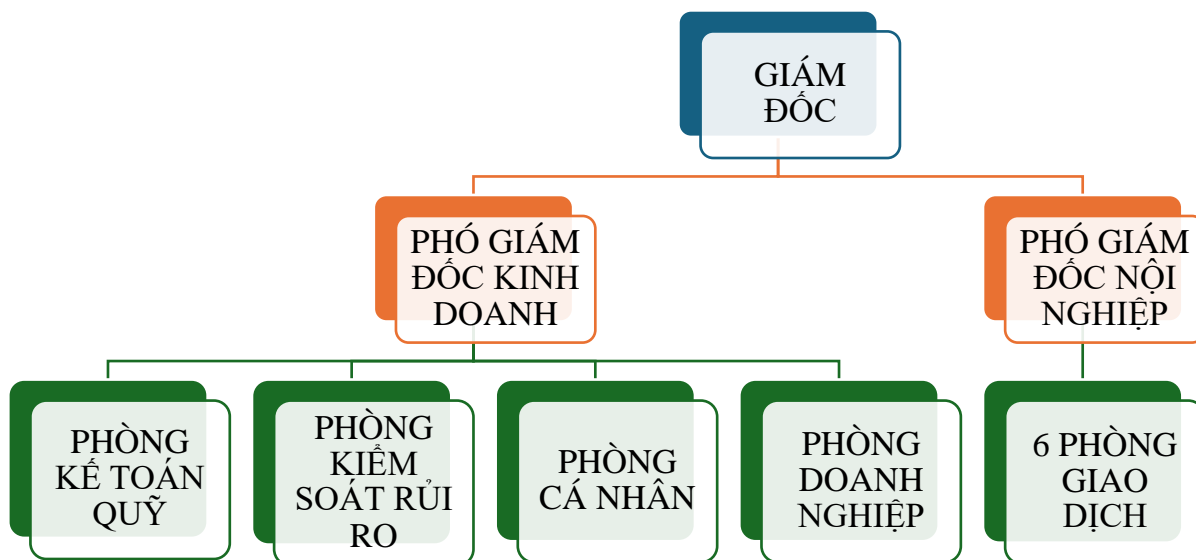 GIÁM
ĐỐC
PHÓ GIÁM
ĐỐC KINH
DOANH
PHÓ GIÁM
ĐỐC NỘI
NGHIỆP
PHÒNG
KẾ TOÁN
QUỸ
PHÒNG
KIỂM
SOÁT RỦI
RO
PHÒNG
CÁ NHÂN
PHÒNG
DOANH
NGHIỆP
6 PHÒNG
GIAO
DỊCH